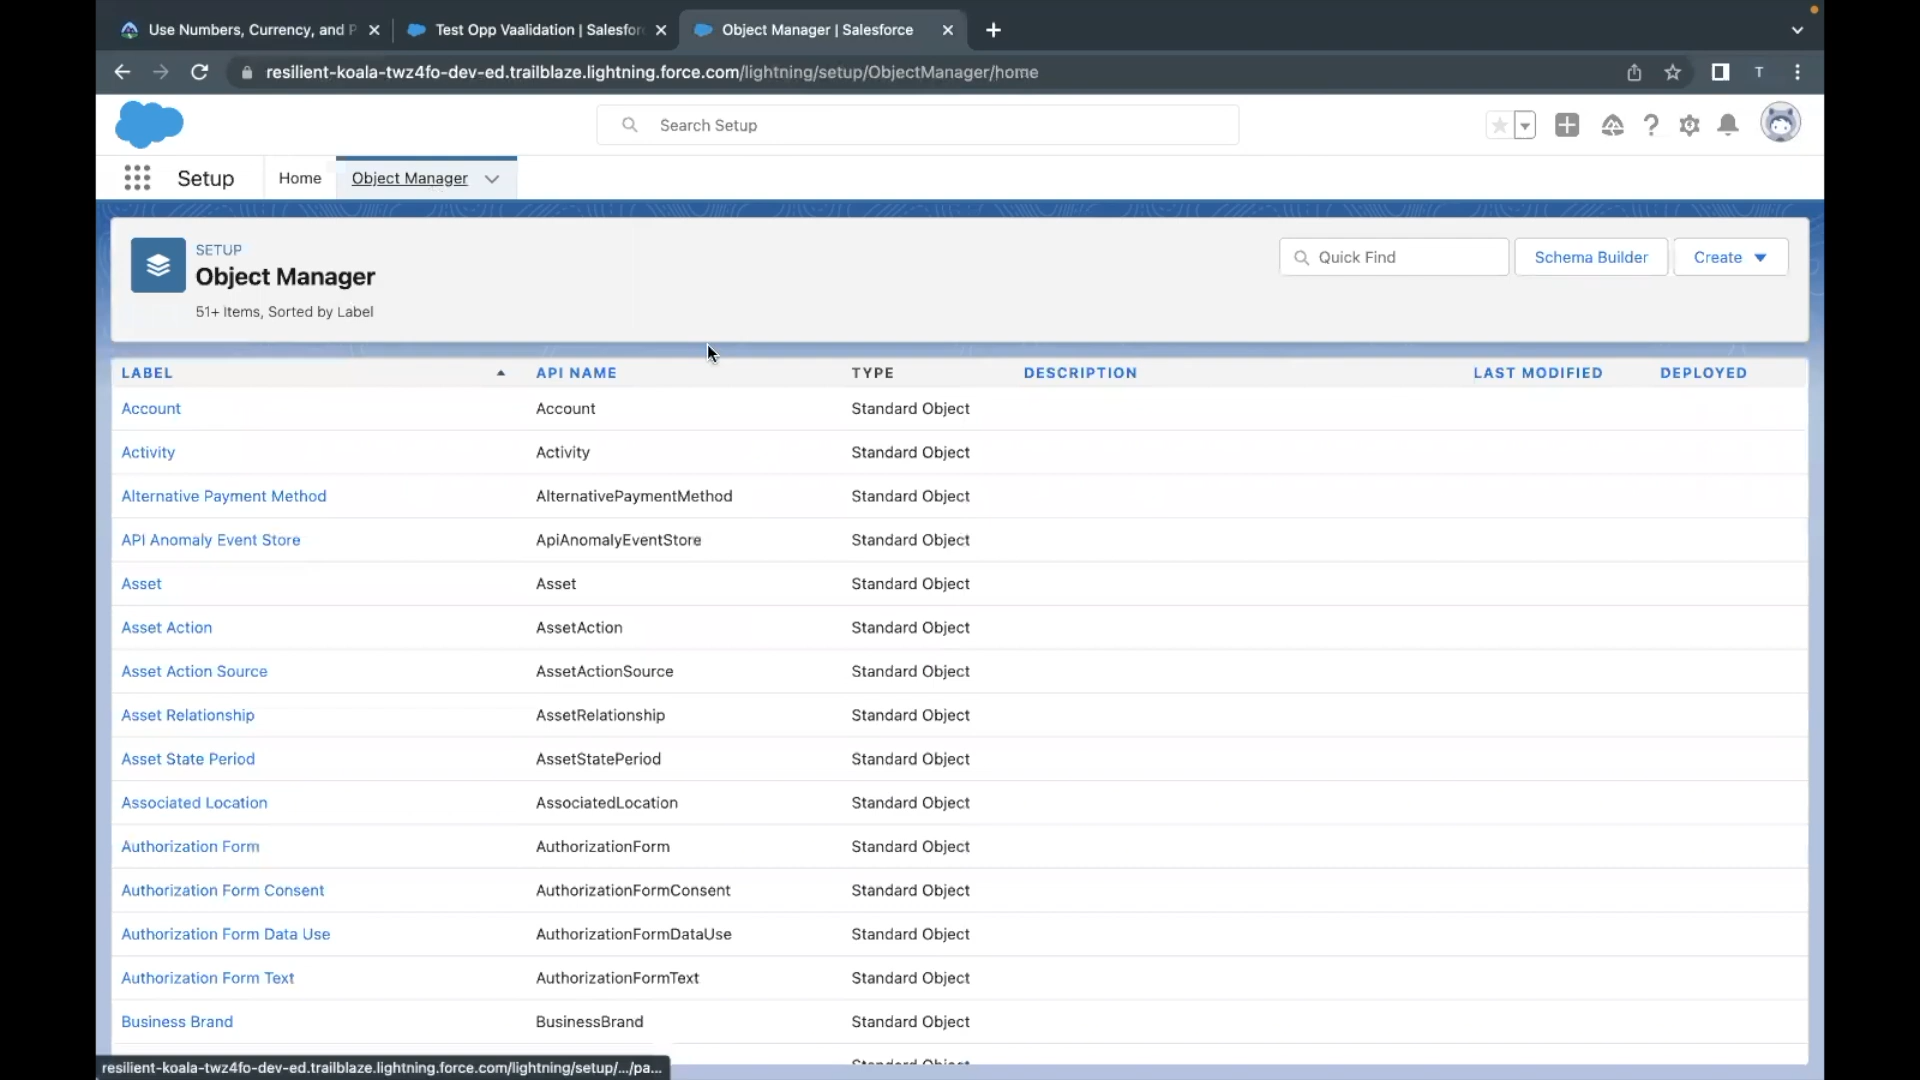 Use Numbers, Currency, and P
Test Opp Vaalidation | Salesfor
Object Manager | Salesforce
resilient-koala-twz4fo-dev-ed.trailblaze.lightning.force.com/lightning/setup/ObjectManager/home
T
Search Setup
Setup
Home
Object Manager
SETUP
Object Manager
51+ Items, Sorted by Label
Quick Find
Schema Builder
Create
LABEL API NAME TYPE DESCRIPTION LAST MODIFIED DEPLOYED
Account Account Standard Object
Activity Activity Standard Object
Alternative Payment Method AlternativePaymentMethod Standard Object
API Anomaly Event Store ApiAnomalyEventStore Standard Object
Asset Asset Standard Object
Asset Action AssetAction Standard Object
Asset Action Source AssetActionSource Standard Object
Asset Relationship AssetRelationship Standard Object
Asset State Period AssetStatePeriod Standard Object
Associated Location AssociatedLocation Standard Object
Authorization Form AuthorizationForm Standard Object
Authorization Form Consent AuthorizationFormConsent Standard Object
Authorization Form Data Use AuthorizationFormDataUse Standard Object
Authorization Form Text AuthorizationFormText Standard Object
Business Brand BusinessBrand Standard Object
Standard Object
resilient-koala-twz4fo-dev-ed.trailblaze.lightning.force.com/lightning/setup/.../pa...